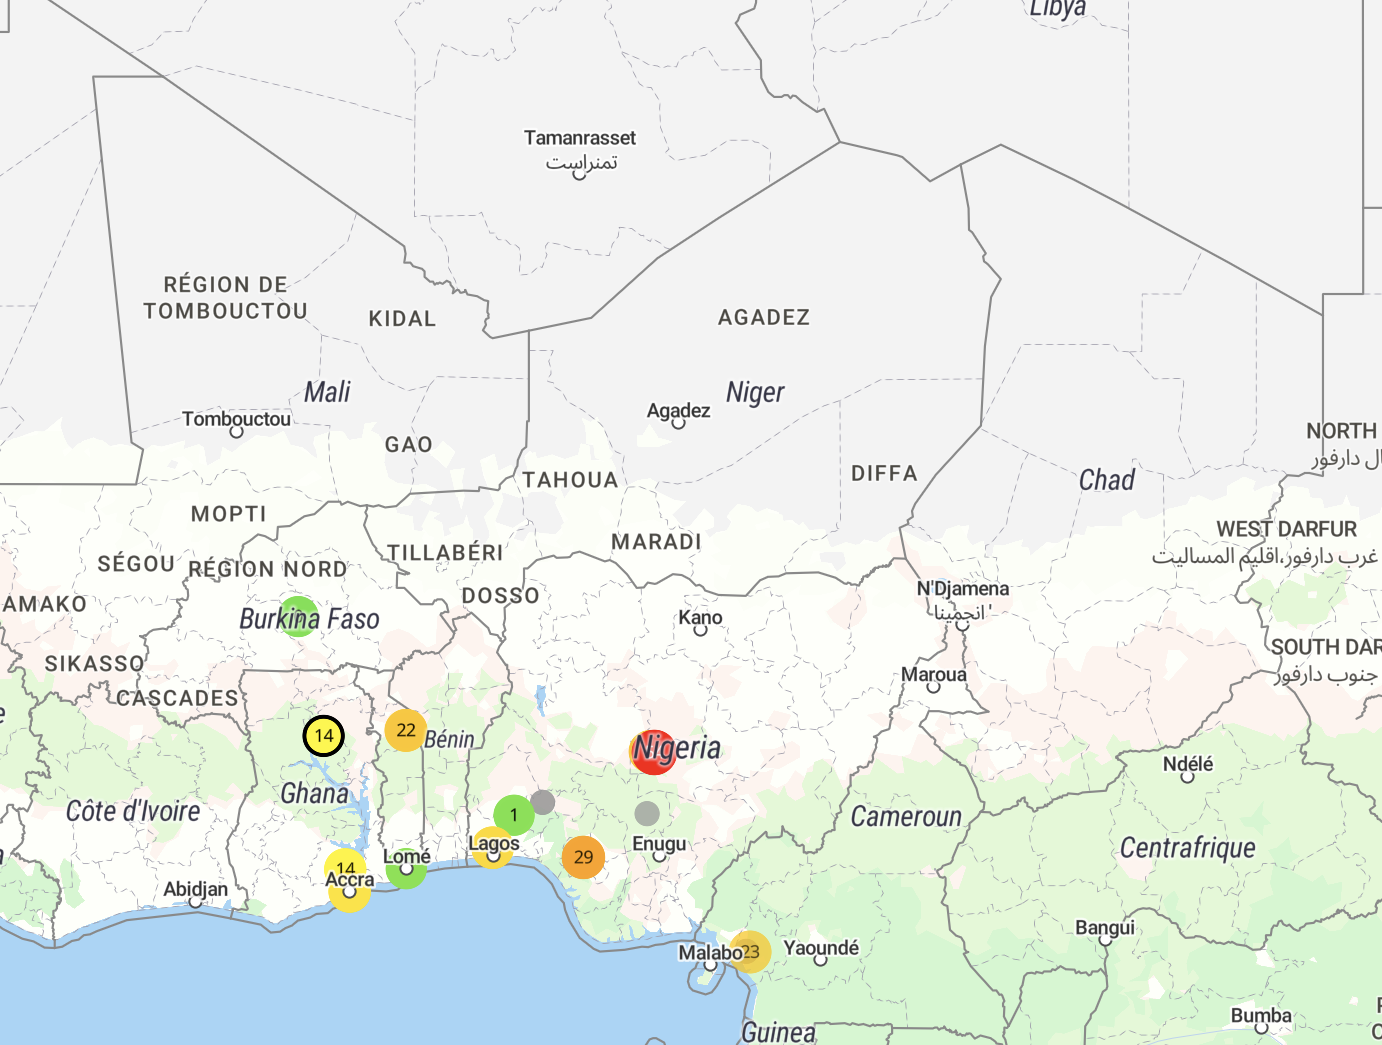 Libya
Tamanrasset
تمنراست
RÉGION DE
TOMBOUCTOU
KIDAL
AGADEZ
Mali
Niger
Agadez
Tombouctou
GAO
NORTH
TAHOUA
DIFFA
Chad
MOPTI
WEST DARFUR
غرب دارفور،اقليم المساليت
MARADI
TILLABÉRI
SÉGOU
RÉGION NORD
DOSSO
N'Djamena
انجمينا'
AMAKO
Burkina Faso
Kano
SOUTH DAR
جنوب دارفور
SIKASSO
Maroua
CASCADES
14
22
Bénin
Nigeria
Ndélé
Ghana
Côte d'Ivoire
1
Cameroun
Lagos
Enugu
Centrafrique
29
Lomé
14
Accra
Abidjan
Bangui
Malabo
23
Yaoundé
Bumba
Guinea